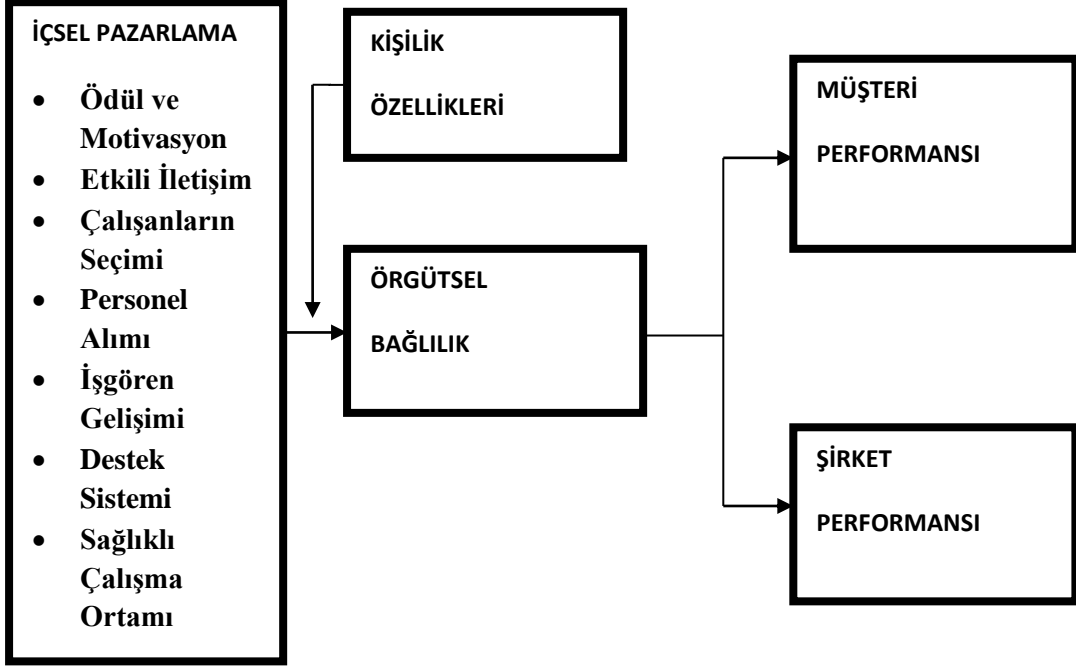 İÇSEL PAZARLAMA
• Ödül ve
Motivasyon
• Etkili İletişim
• Çalışanların
Seçimi
• Personel
Alımı
• İşgören
Gelişimi
• Destek
Sistemi
• Sağlıklı
Çalışma
Ortamı
KİŞİLİK
ÖZELLİKLERİ
ÖRGÜTSEL
BAĞLILIK
MÜŞTERİ
PERFORMANSI
ŞİRKET
PERFORMANSI